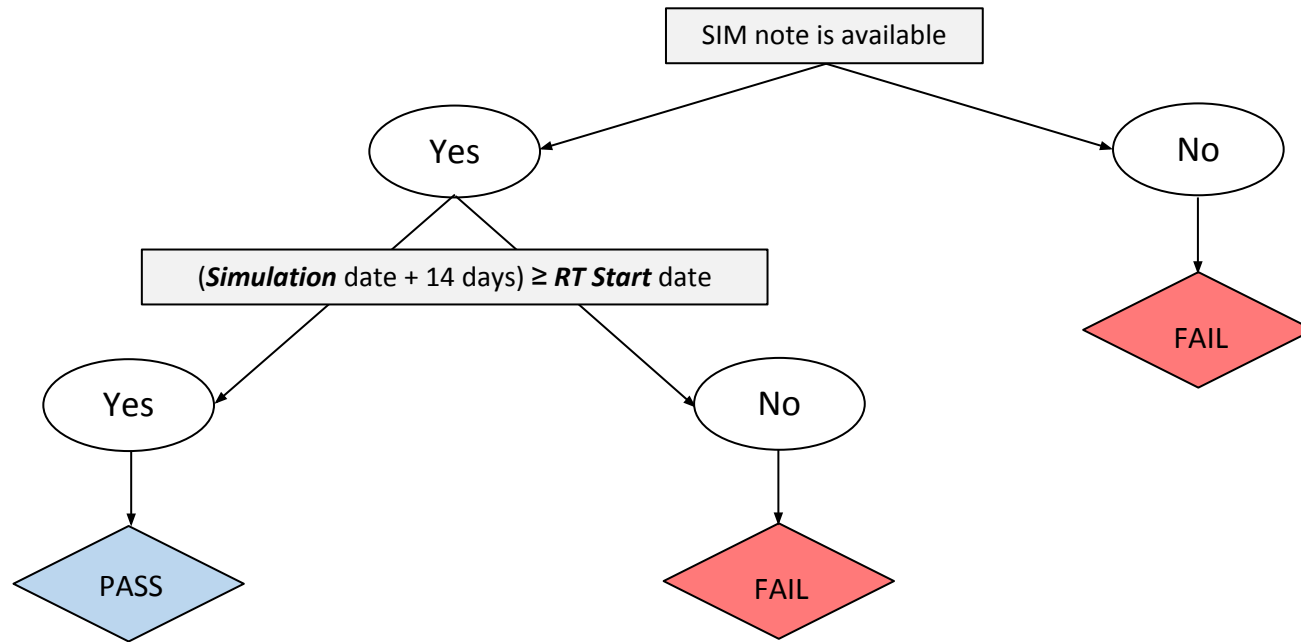 SIM note is available
Yes
No
(Simulation date + 14 days) ≥ RT Start date
FAIL
Yes
No
PASS
FAIL